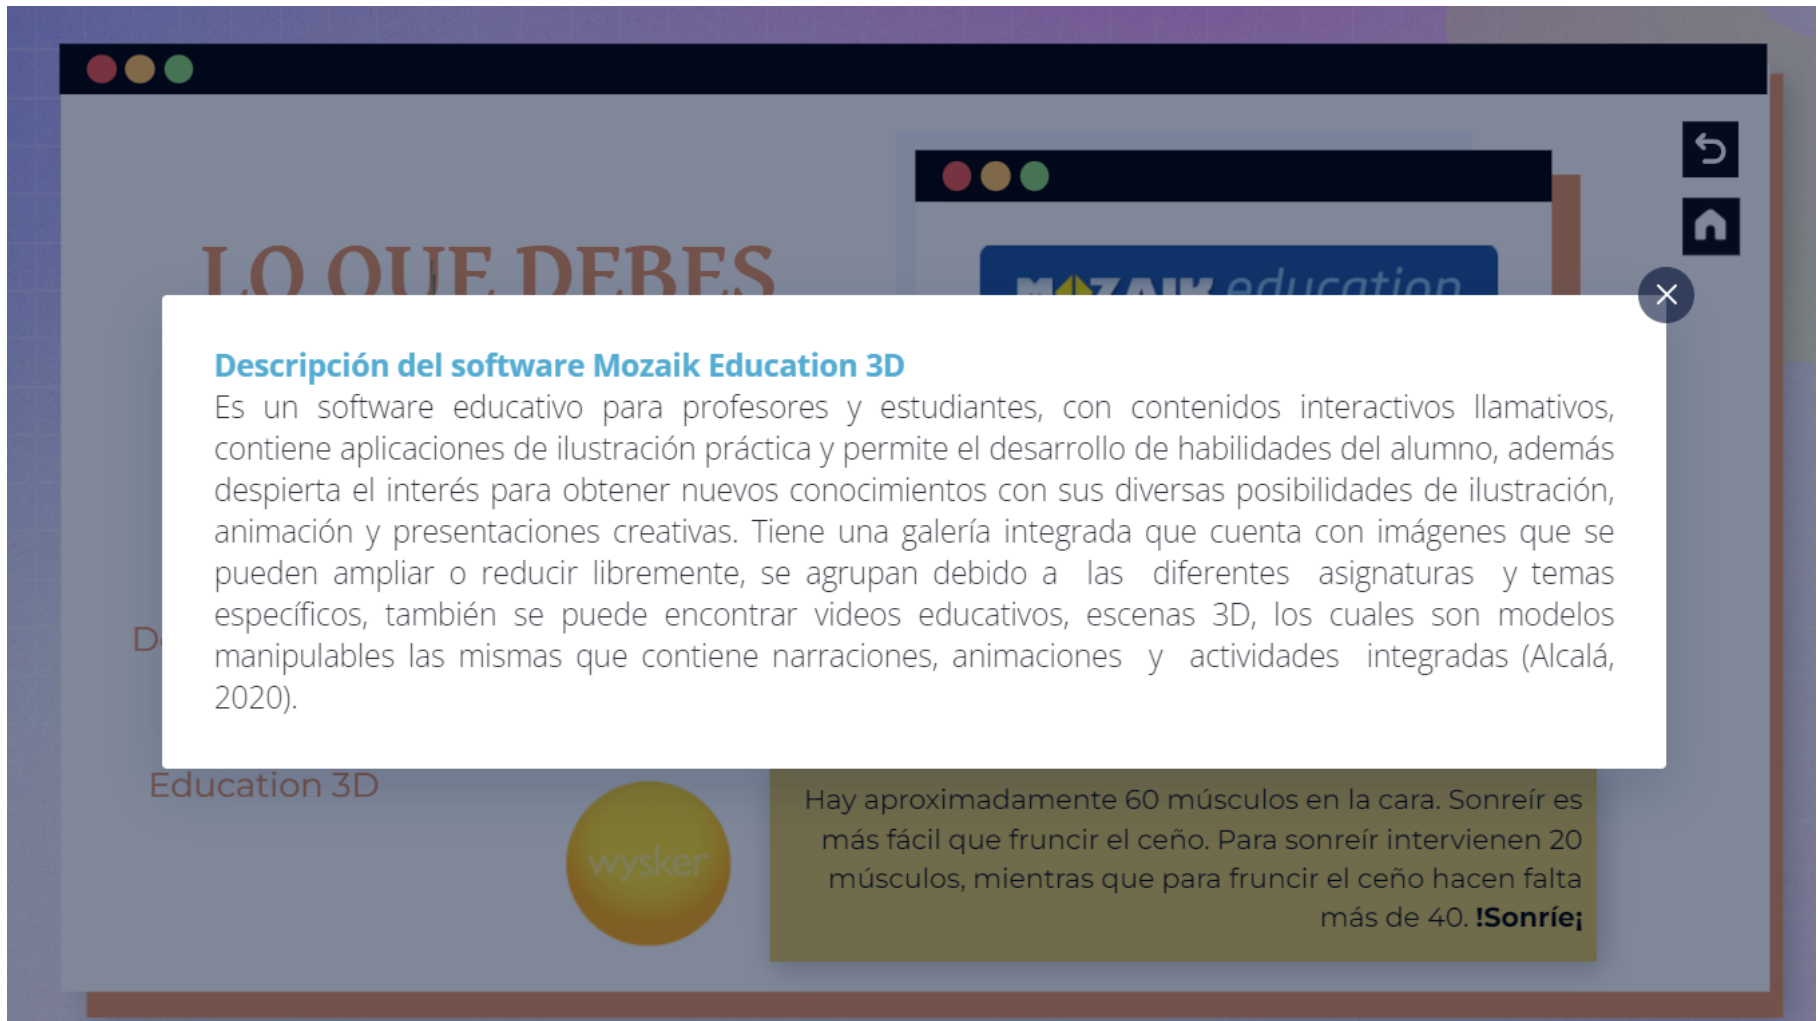 LO QUE DEBES
MOZAIK education
Descripción del software Mozaik Education 3D
Es un software educativo para profesores y estudiantes, con contenidos interactivos llamativos,
contiene aplicaciones de ilustración práctica y permite el desarrollo de habilidades del alumno, además
despierta el interés para obtener nuevos conocimientos con sus diversas posibilidades de ilustración,
animación y presentaciones creativas. Tiene una galería integrada que cuenta con imágenes que se
pueden ampliar o reducir libremente, se agrupan debido a las diferentes asignaturas y temas
específicos, también se puede encontrar videos educativos, escenas 3D, los cuales son modelos
manipulables las mismas que contiene narraciones, animaciones y actividades integradas (Alcalá,
2020).
Education 3D
wysker
Hay aproximadamente 60 músculos en la cara. Sonreír es
más fácil que fruncir el ceño. Para sonreír intervienen 20
músculos, mientras que para fruncir el ceño hacen falta
más de 40. !Sonríe¡